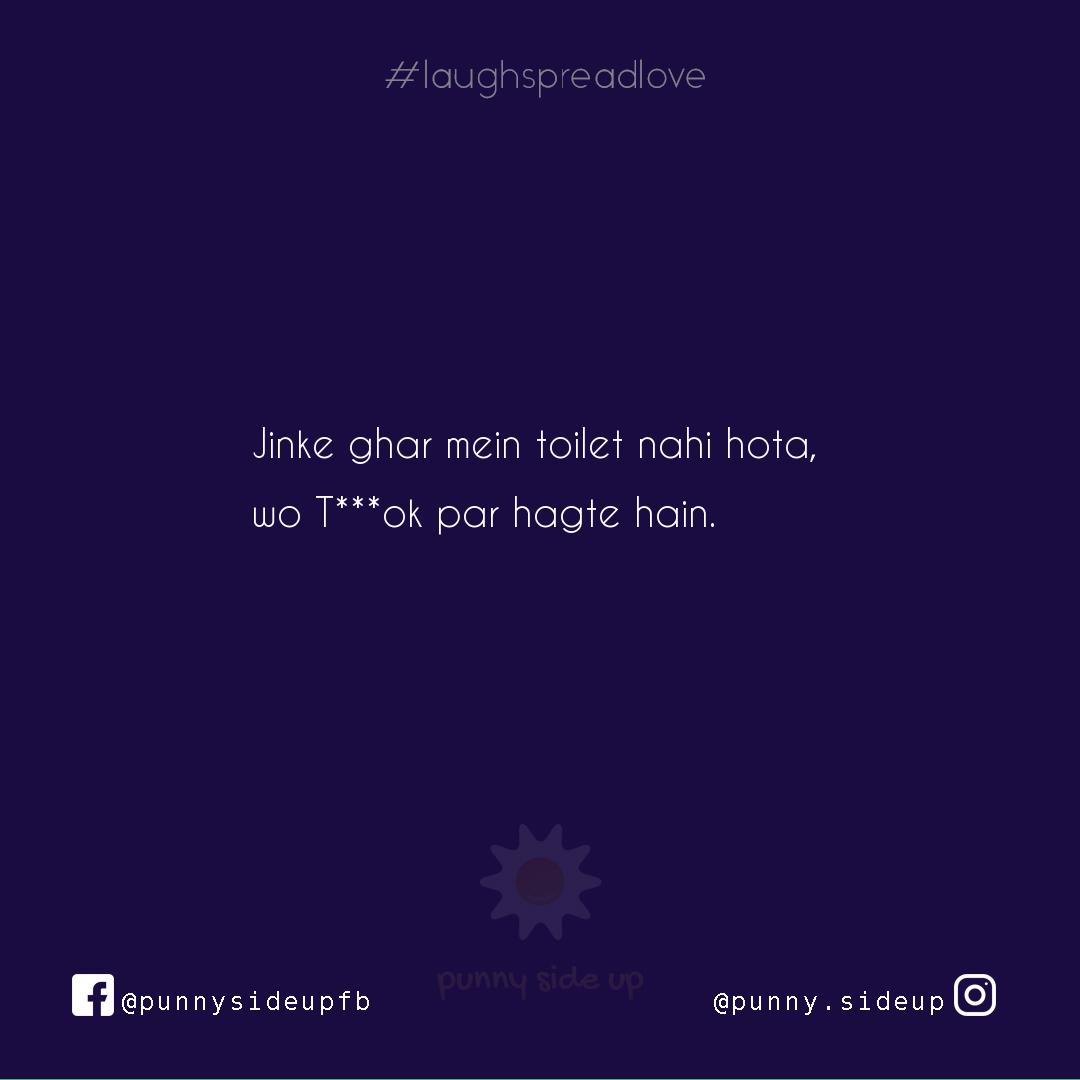 #laughspreadlove
Jinke ghar mein toilet nahi hota,
wo T***ok par hagte hain.
punny side up
@punnysideupfb
@punny.sideup